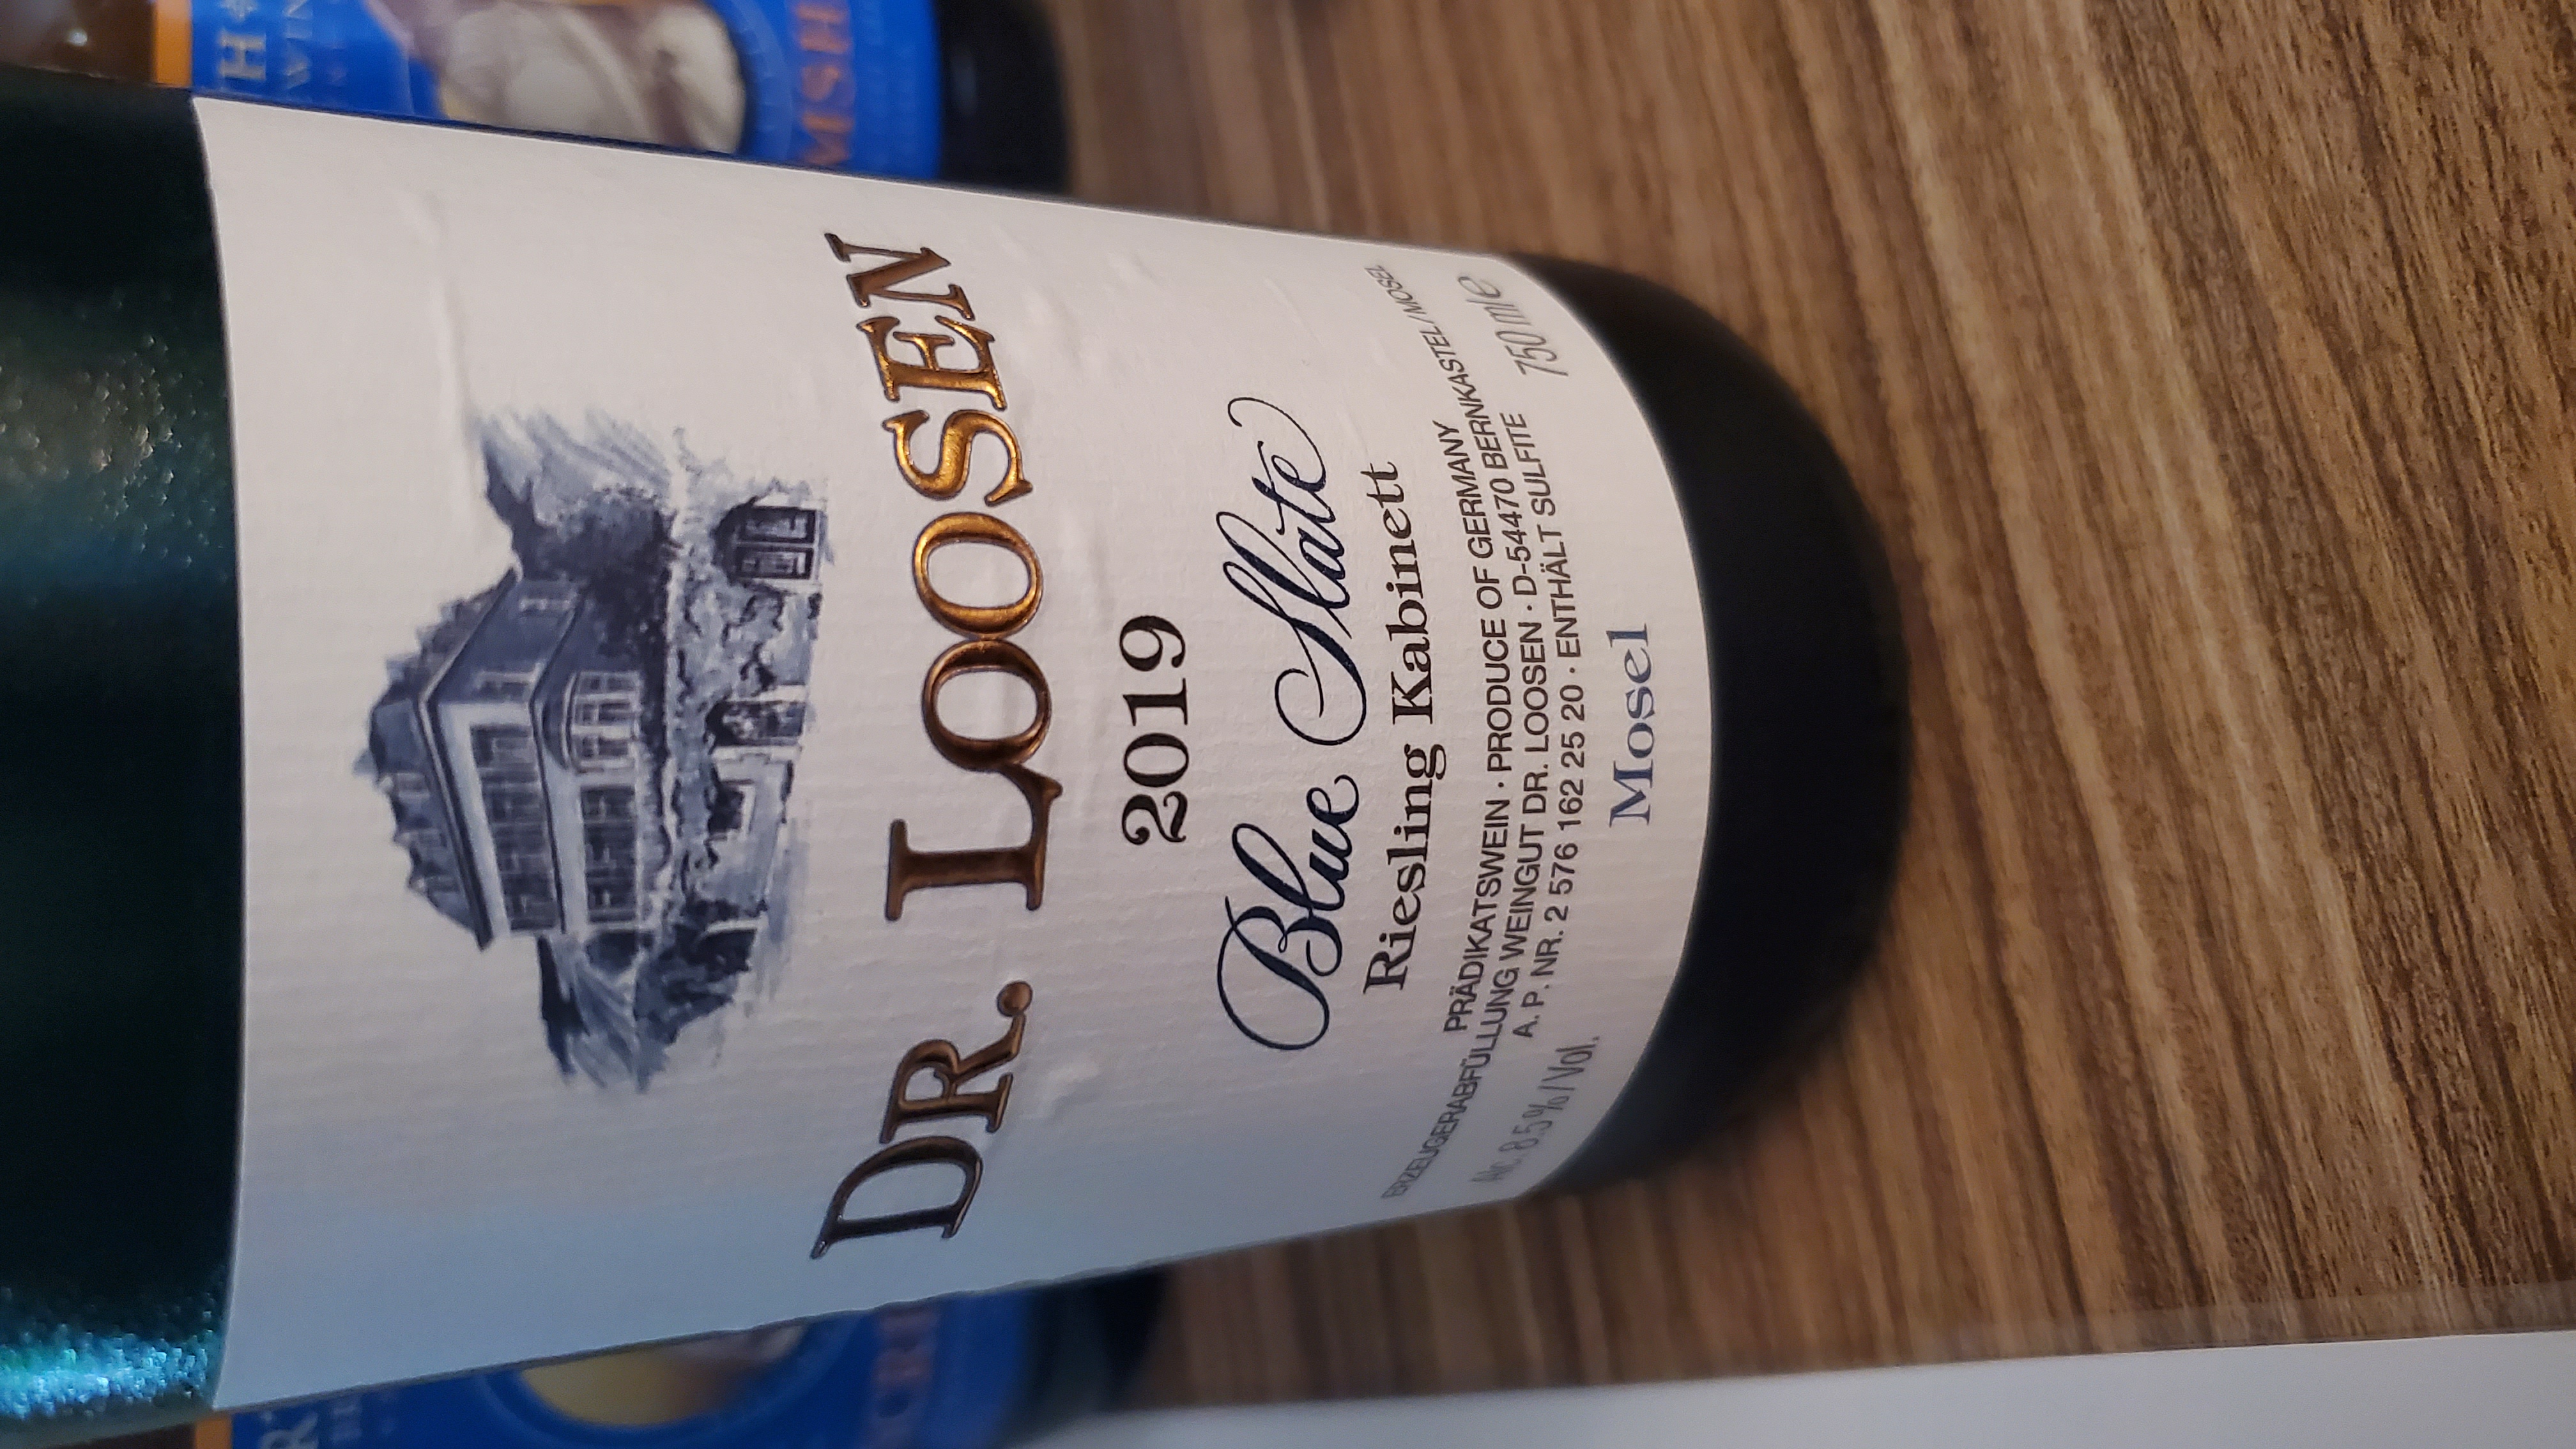 DR. LOOSEN
2019
Blue Slate
Riesling Kabinett
PRÄDIKATSWEIN · PRODUCE OF GERMANY
ERZEUGERABFÜLLUNG WEINGUT DR. LOOSEN · D-54470 BERNKASTEL/MOSEL
A. P. NR. 2 576 162 25 20 · ENTHÄLT SULFITE
Alc. 8.5%/Vol.
750 ml e
Mosel